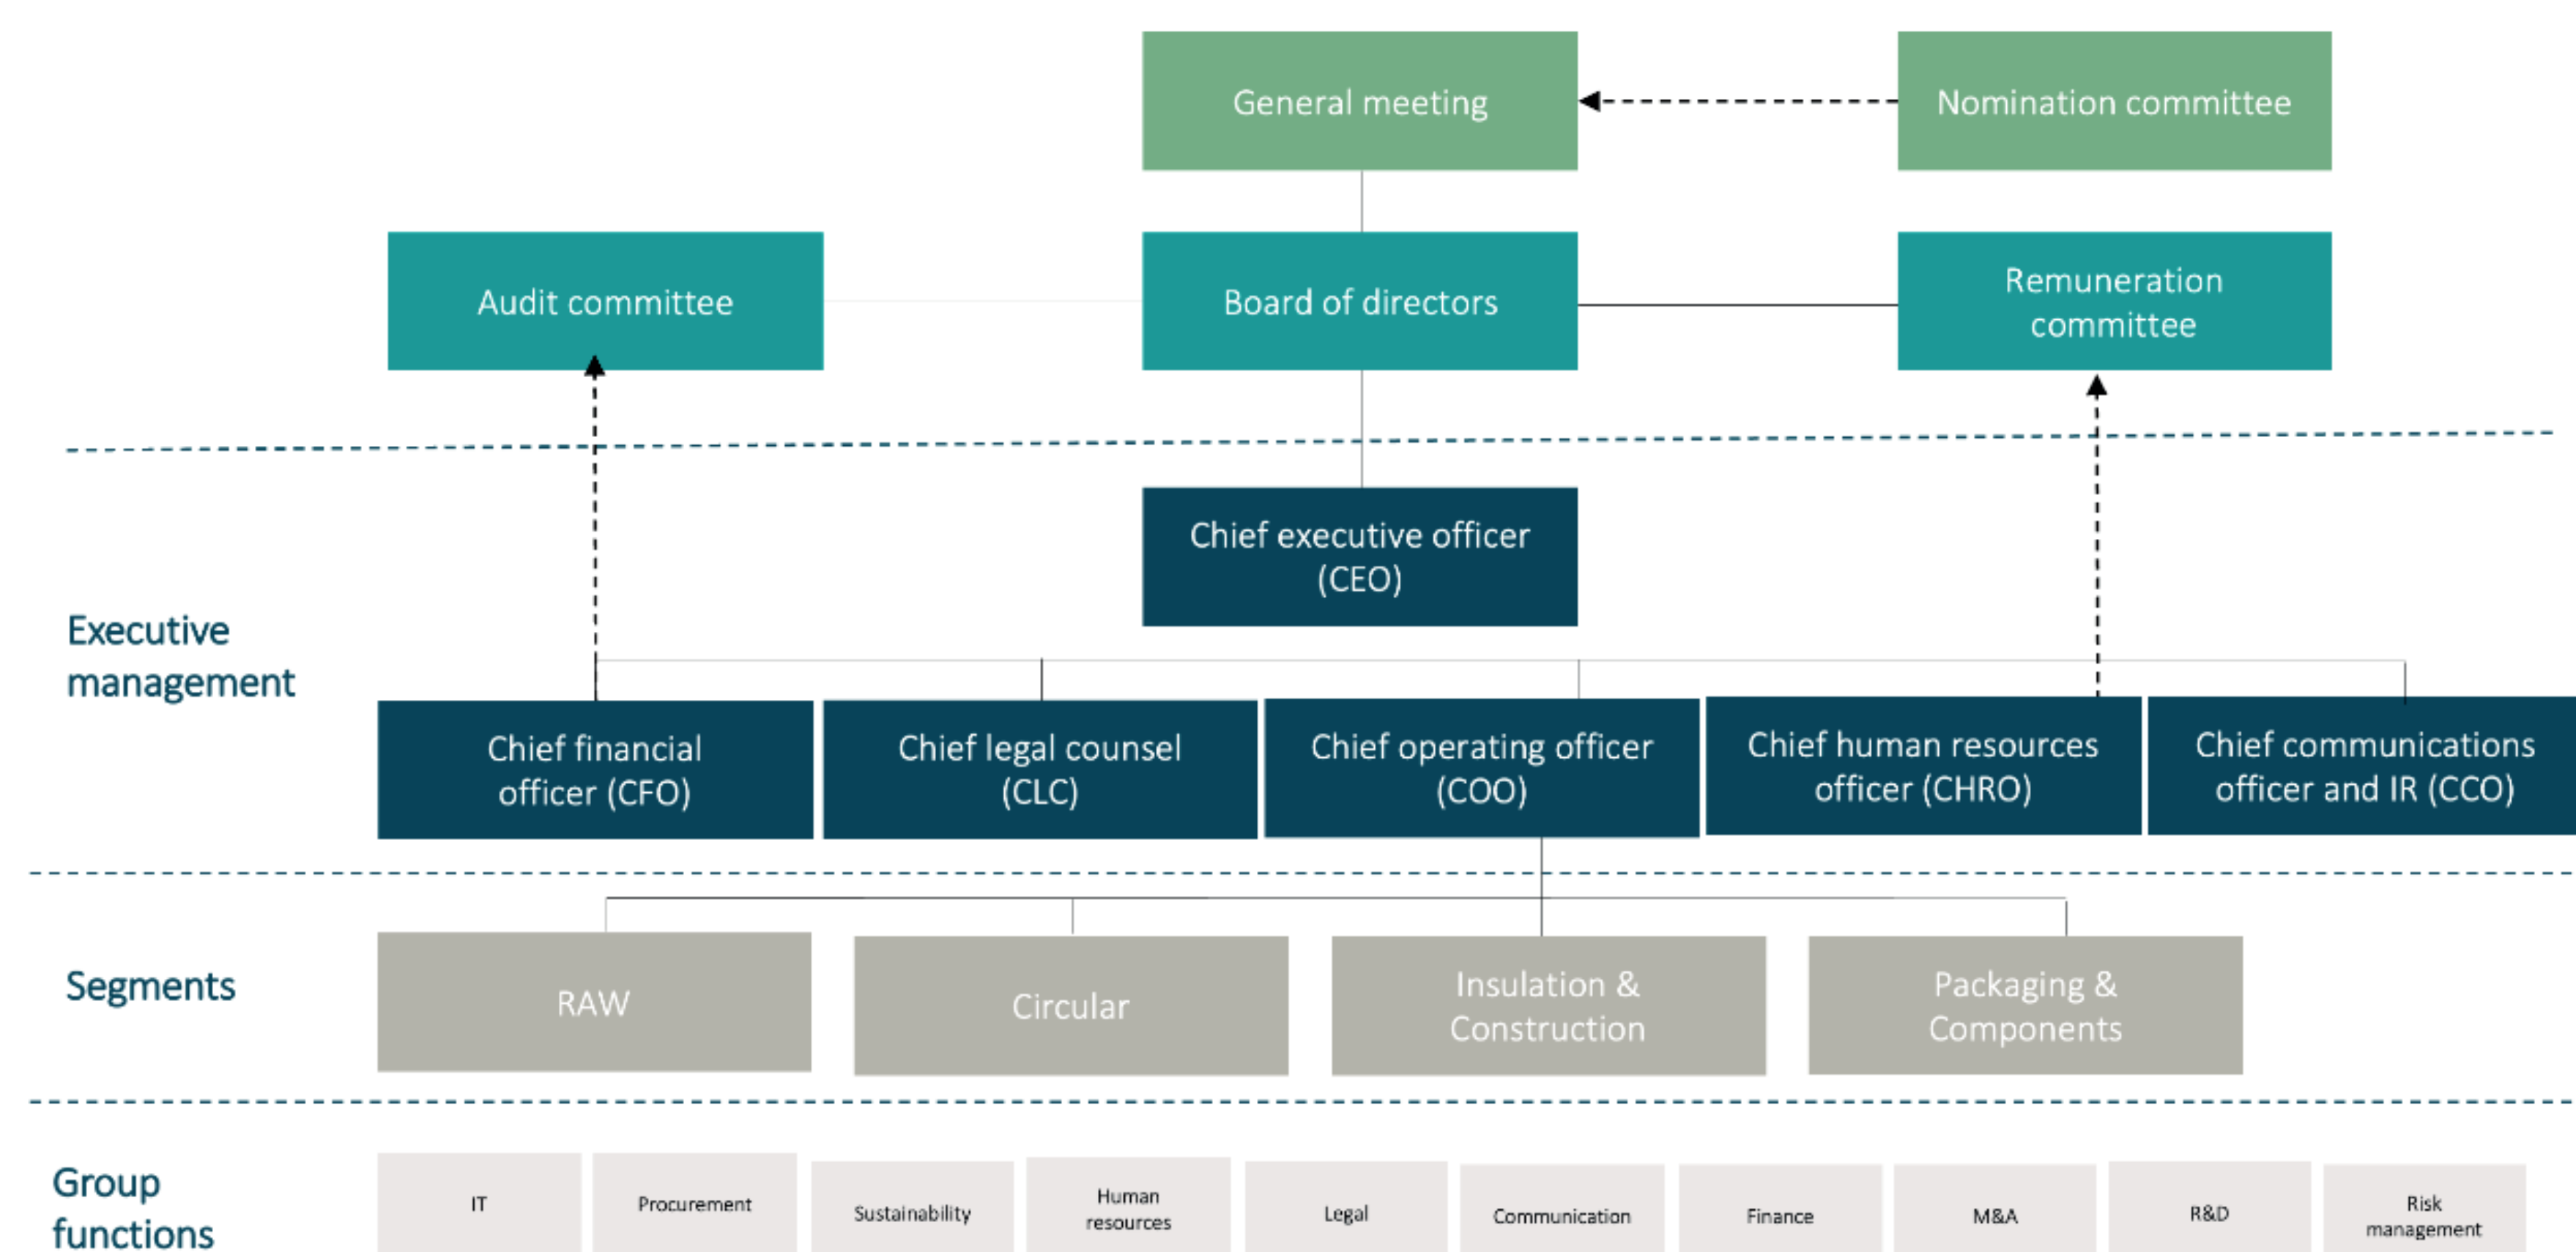 General meeting
Nomination committee
Audit committee
Board of directors
Remuneration
committee
Chief executive officer
(CEO)
Executive
management
Chief financial
officer (CFO)
Chief legal counsel
(CLC)
Chief operating officer
(COO)
Chief human resources
officer (CHRO)
Chief communications
officer and IR (CCO)
Segments
RAW
Circular
Insulation &
Construction
Packaging &
Components
Group
functions
IT
Procurement
Sustainability
Human
resources
Legal
Communication
Finance
M&A
R&D
Risk
management